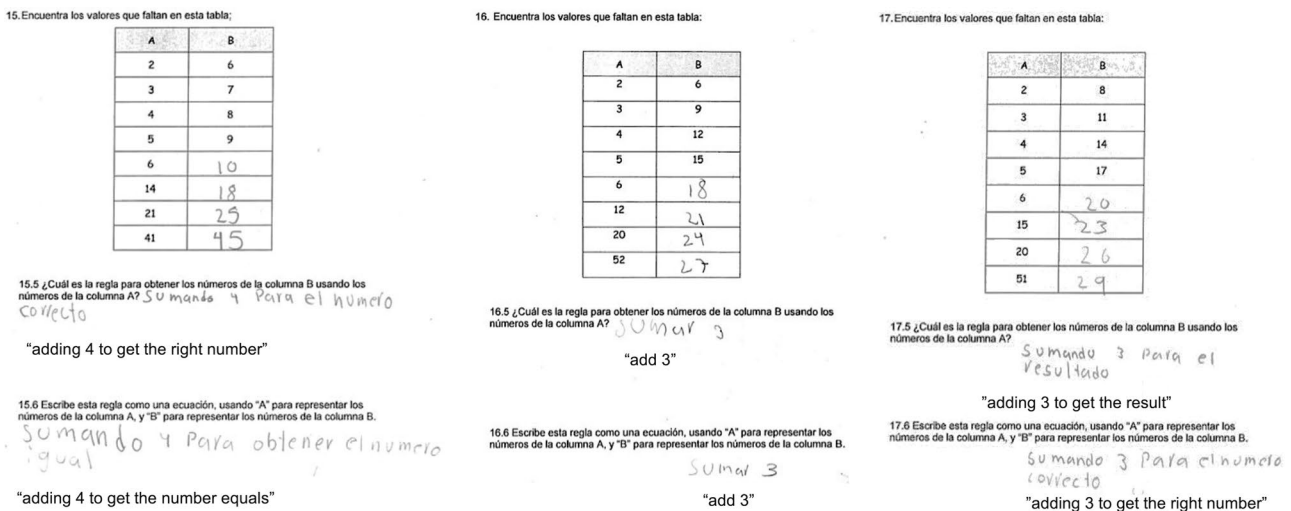 15.Encuentra los valores que faltan en esta tabla;
A B
2 6
3 7
4 8
5 9
6 10
14 18
21 25
41 45
15.5 ¿Cuál es la regla para obtener los números de la columna B usando los
números de la columna A? Sumando 4 Para el numero
correcto
"adding 4 to get the right number"
15.6 Escribe esta regla como una ecuación, usando "A" para representar los
números de la columna A, y "B" para representar los números de la columna B.
Sumando 4 Para obtener el numero
igual
"adding 4 to get the number equals"
16. Encuentra los valores que faltan en esta tabla:
A B
2 6
3 9
4 12
5 15
6 18
12 21
20 24
52 27
16.5 ¿Cuál es la regla para obtener los números de la columna B usando los
números de la columna A? Sumar 3
"add 3"
16.6 Escribe esta regla como una ecuación, usando "A" para representar los
números de la columna A, y "B" para representar los números de la columna B.
Sumar 3
"add 3"
17.Encuentra los valores que faltan en esta tabla:
A B
2 8
3 11
4 14
5 17
6 20
15 23
20 26
51 29
17.5 ¿Cuál es la regla para obtener los números de la columna B usando los
números de la columna A?
Sumando 3 Para el
resultado
"adding 3 to get the result"
17.6 Escribe esta regla como una ecuación, usando "A" para representar los
números de la columna A, y "B" para representar los números de la columna B.
Sumando 3 Para el numero
correcto
"adding 3 to get the right number"